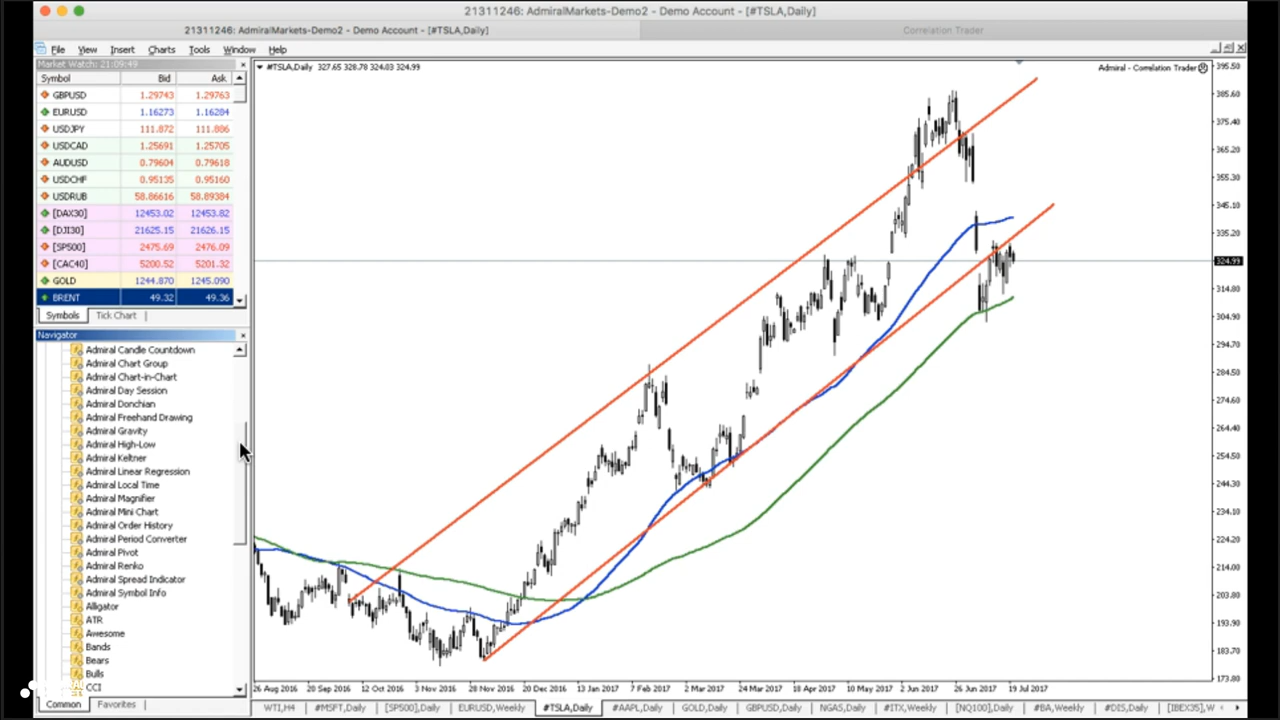 21311246: AdmiralMarkets-Demo2 - Demo Account - [#TSLA,Daily]
21311246: AdmiralMarkets-Demo2 - Demo Account - [#TSLA,Daily]
Correlation Trader
File View Insert Charts Tools Window Help
Market Watch: 21:09:49
Symbol Bid Ask
GBPUSD 1.29743 1.29763
EURUSD 1.16273 1.16284
USDJPY 111.872 111.886
USDCAD 1.25691 1.25705
AUDUSD 0.79604 0.79618
USDCHF 0.95135 0.95160
USDRUB 58.86616 58.89384
[DAX30] 12453.02 12453.82
[DJI30] 21625.15 21626.15
[SP500] 2475.69 2476.09
[CAC40] 5200.52 5201.32
GOLD 1244.870 1245.090
BRENT 49.32 49.36
Symbols Tick Chart
Navigator
Admiral Candle Countdown
Admiral Chart Group
Admiral Chart-in-Chart
Admiral Day Session
Admiral Donchian
Admiral Freehand Drawing
Admiral Gravity
Admiral High-Low
Admiral Keltner
Admiral Linear Regression
Admiral Local Time
Admiral Magnifier
Admiral Mini Chart
Admiral Order History
Admiral Period Converter
Admiral Pivot
Admiral Renko
Admiral Spread Indicator
Admiral Symbol Info
Alligator
ATR
Awesome
Bands
Bears
Bulls
CCI
Common Favorites
#TSLA,Daily 327.65 328.78 324.03 324.99
Admiral - Correlation Trader
395.50
385.60
375.40
365.20
355.30
345.10
335.20
324.99
314.80
304.90
294.70
284.50
274.60
264.40
254.50
244.30
234.10
224.20
214.00
203.80
193.90
183.70
173.80
26 Aug 2016 20 Sep 2016 12 Oct 2016 3 Nov 2016 28 Nov 2016 20 Dec 2016 13 Jan 2017 7 Feb 2017 2 Mar 2017 24 Mar 2017 18 Apr 2017 10 May 2017 2 Jun 2017 26 Jun 2017 19 Jul 2017
WTI,H4 #MSFT,Daily [SP500],Daily EURUSD,Weekly #TSLA,Daily #AAPL,Daily GOLD,Daily GBPUSD,Daily NGAS,Daily #ITX,Weekly [NQ100],Daily #BA,Weekly #DIS,Daily [IBEX35],W